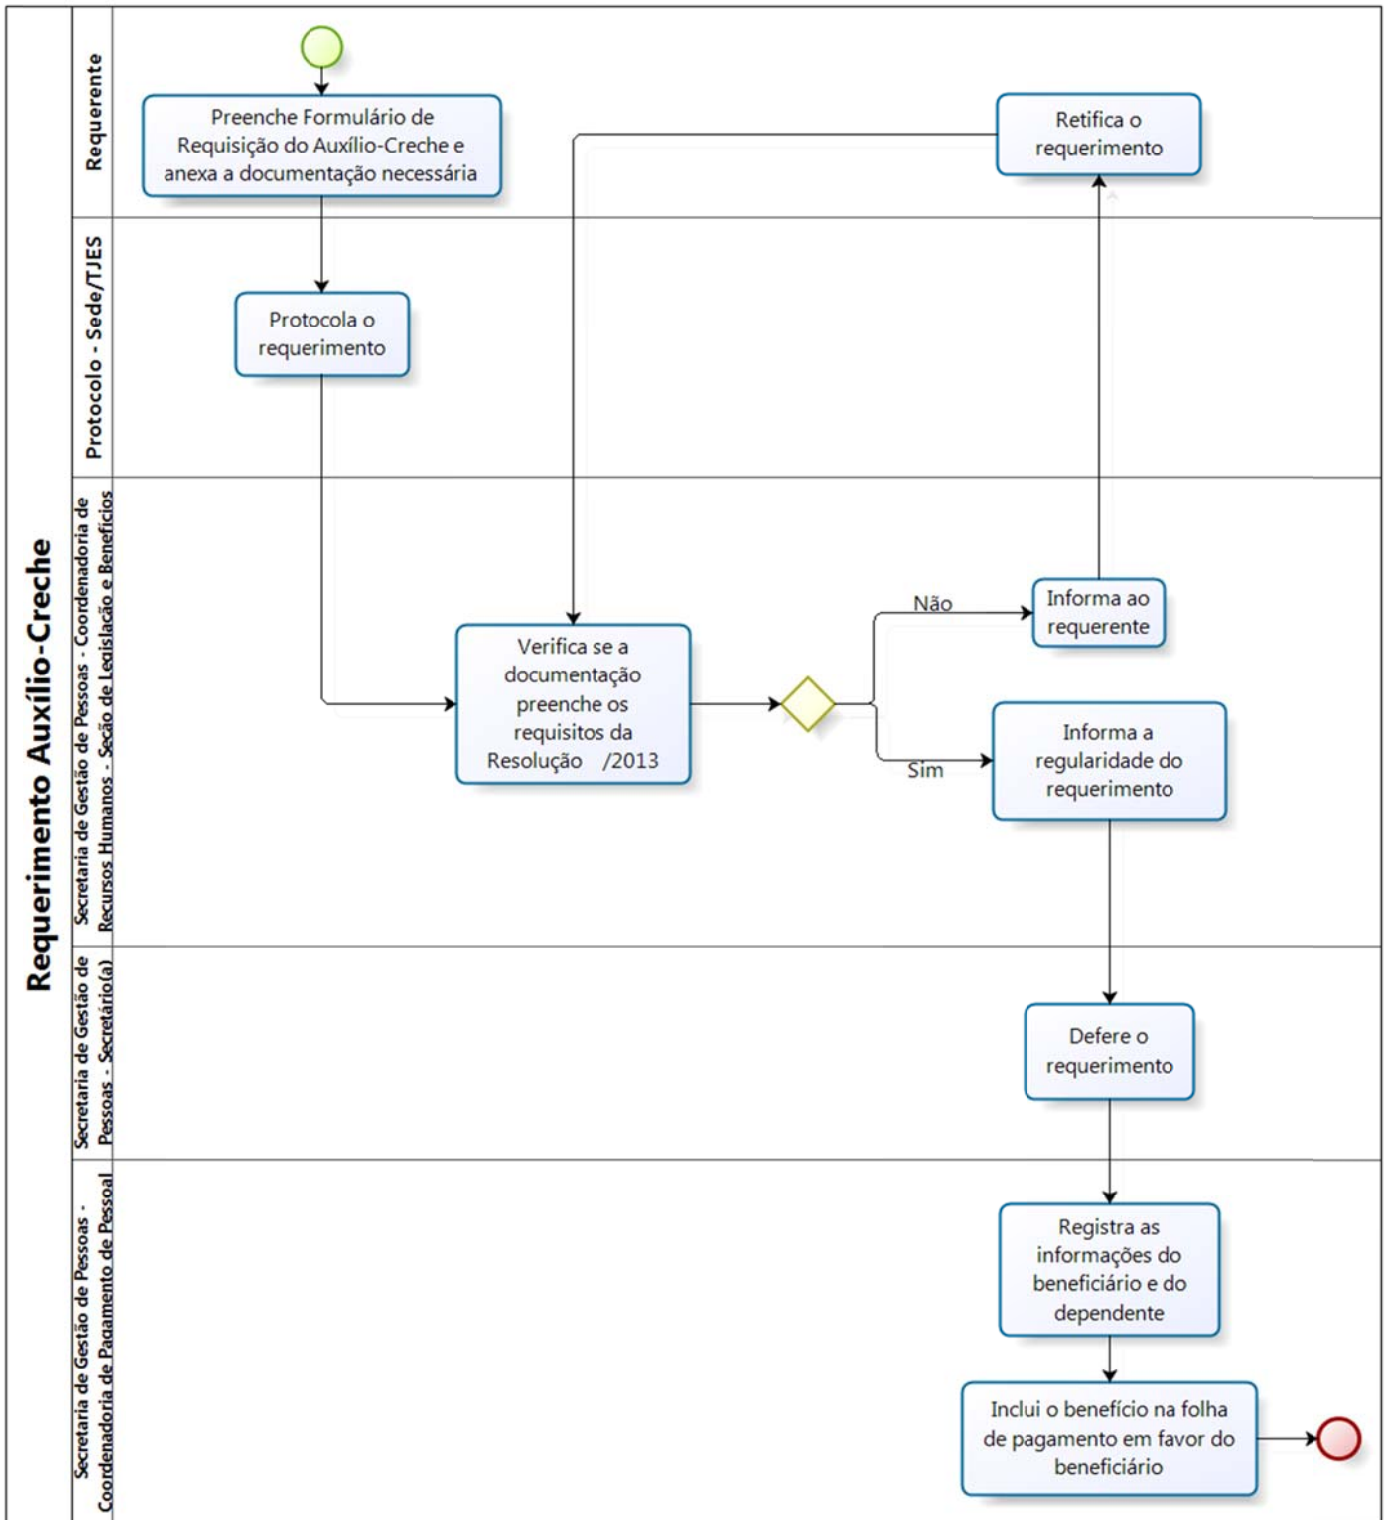 Requerimento Auxílio-Creche
Requerente
Preenche Formulário de
Requisição do Auxílio-Creche e
anexa a documentação necessária
Retifica o
requerimento
Protocolo - Sede/TJES
Protocola o
requerimento
Secretaria de Gestão de Pessoas - Coordenadoria de
Recursos Humanos - Seção de Legislação e Benefícios
Verifica se a
documentação
preenche os
requisitos da
Resolução /2013
Não
Informa ao
requerente
Sim
Informa a
regularidade do
requerimento
Secretaria de Gestão de
Pessoas - Secretário(a)
Defere o
requerimento
Secretaria de Gestão de Pessoas -
Coordenadoria de Pagamento de Pessoal
Registra as
informações do
beneficiário e do
dependente
Inclui o benefício na folha
de pagamento em favor do
beneficiário